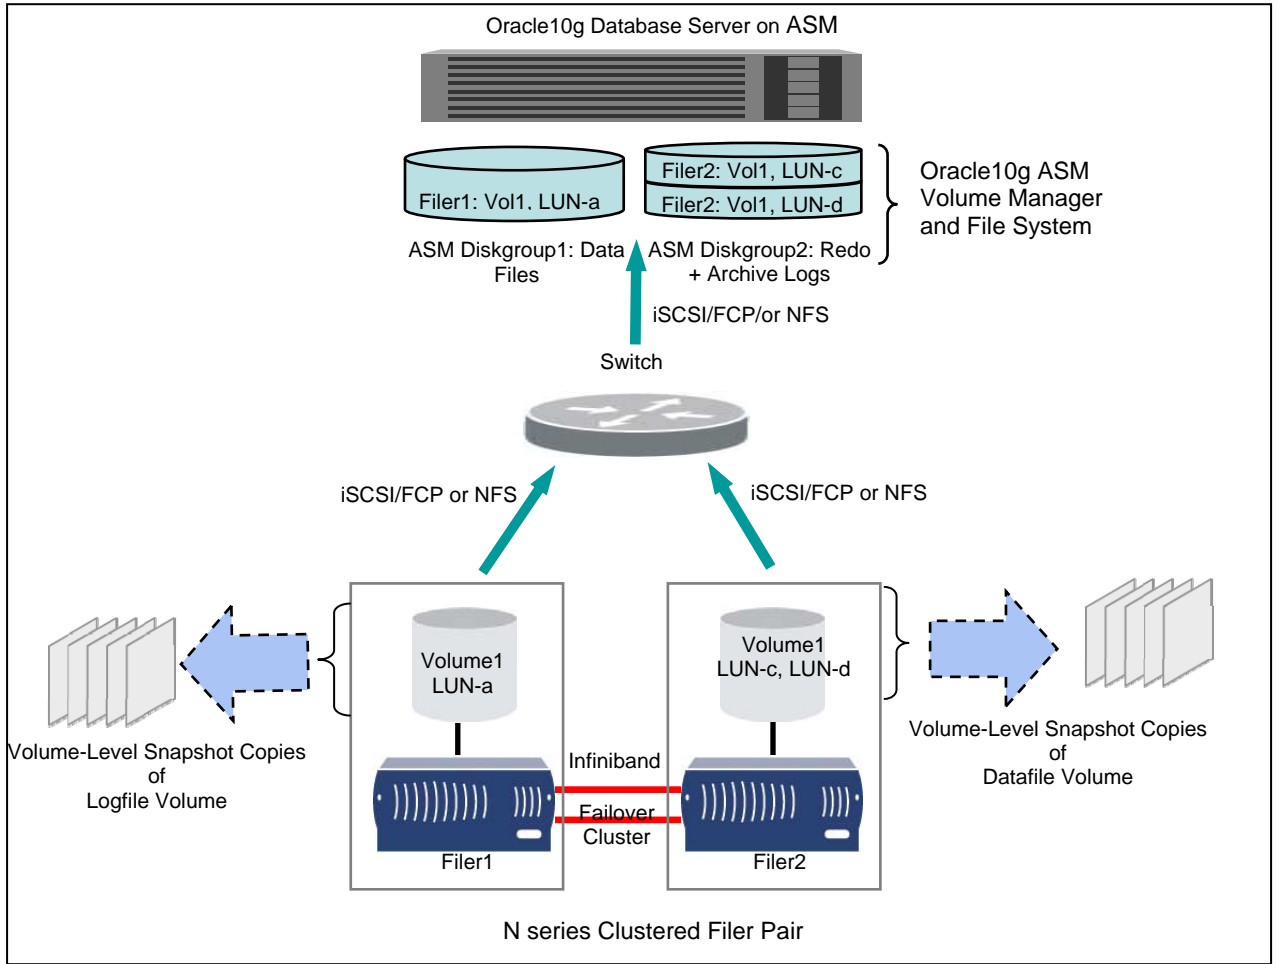 Oracle10g Database Server on ASM
Filer1: Vol1, LUN-a
Filer2: Vol1, LUN-c
Filer2: Vol1, LUN-d
Oracle10g ASM
Volume Manager
and File System
ASM Diskgroup1: Data
Files
ASM Diskgroup2: Redo
+ Archive Logs
iSCSI/FCP/or NFS
Switch
iSCSI/FCP or NFS
iSCSI/FCP or NFS
Volume1
LUN-a
Volume1
LUN-c, LUN-d
Volume-Level Snapshot Copies
of
Logfile Volume
Volume-Level Snapshot Copies
of
Datafile Volume
Infiniband
Failover
Cluster
Filer1
Filer2
N series Clustered Filer Pair